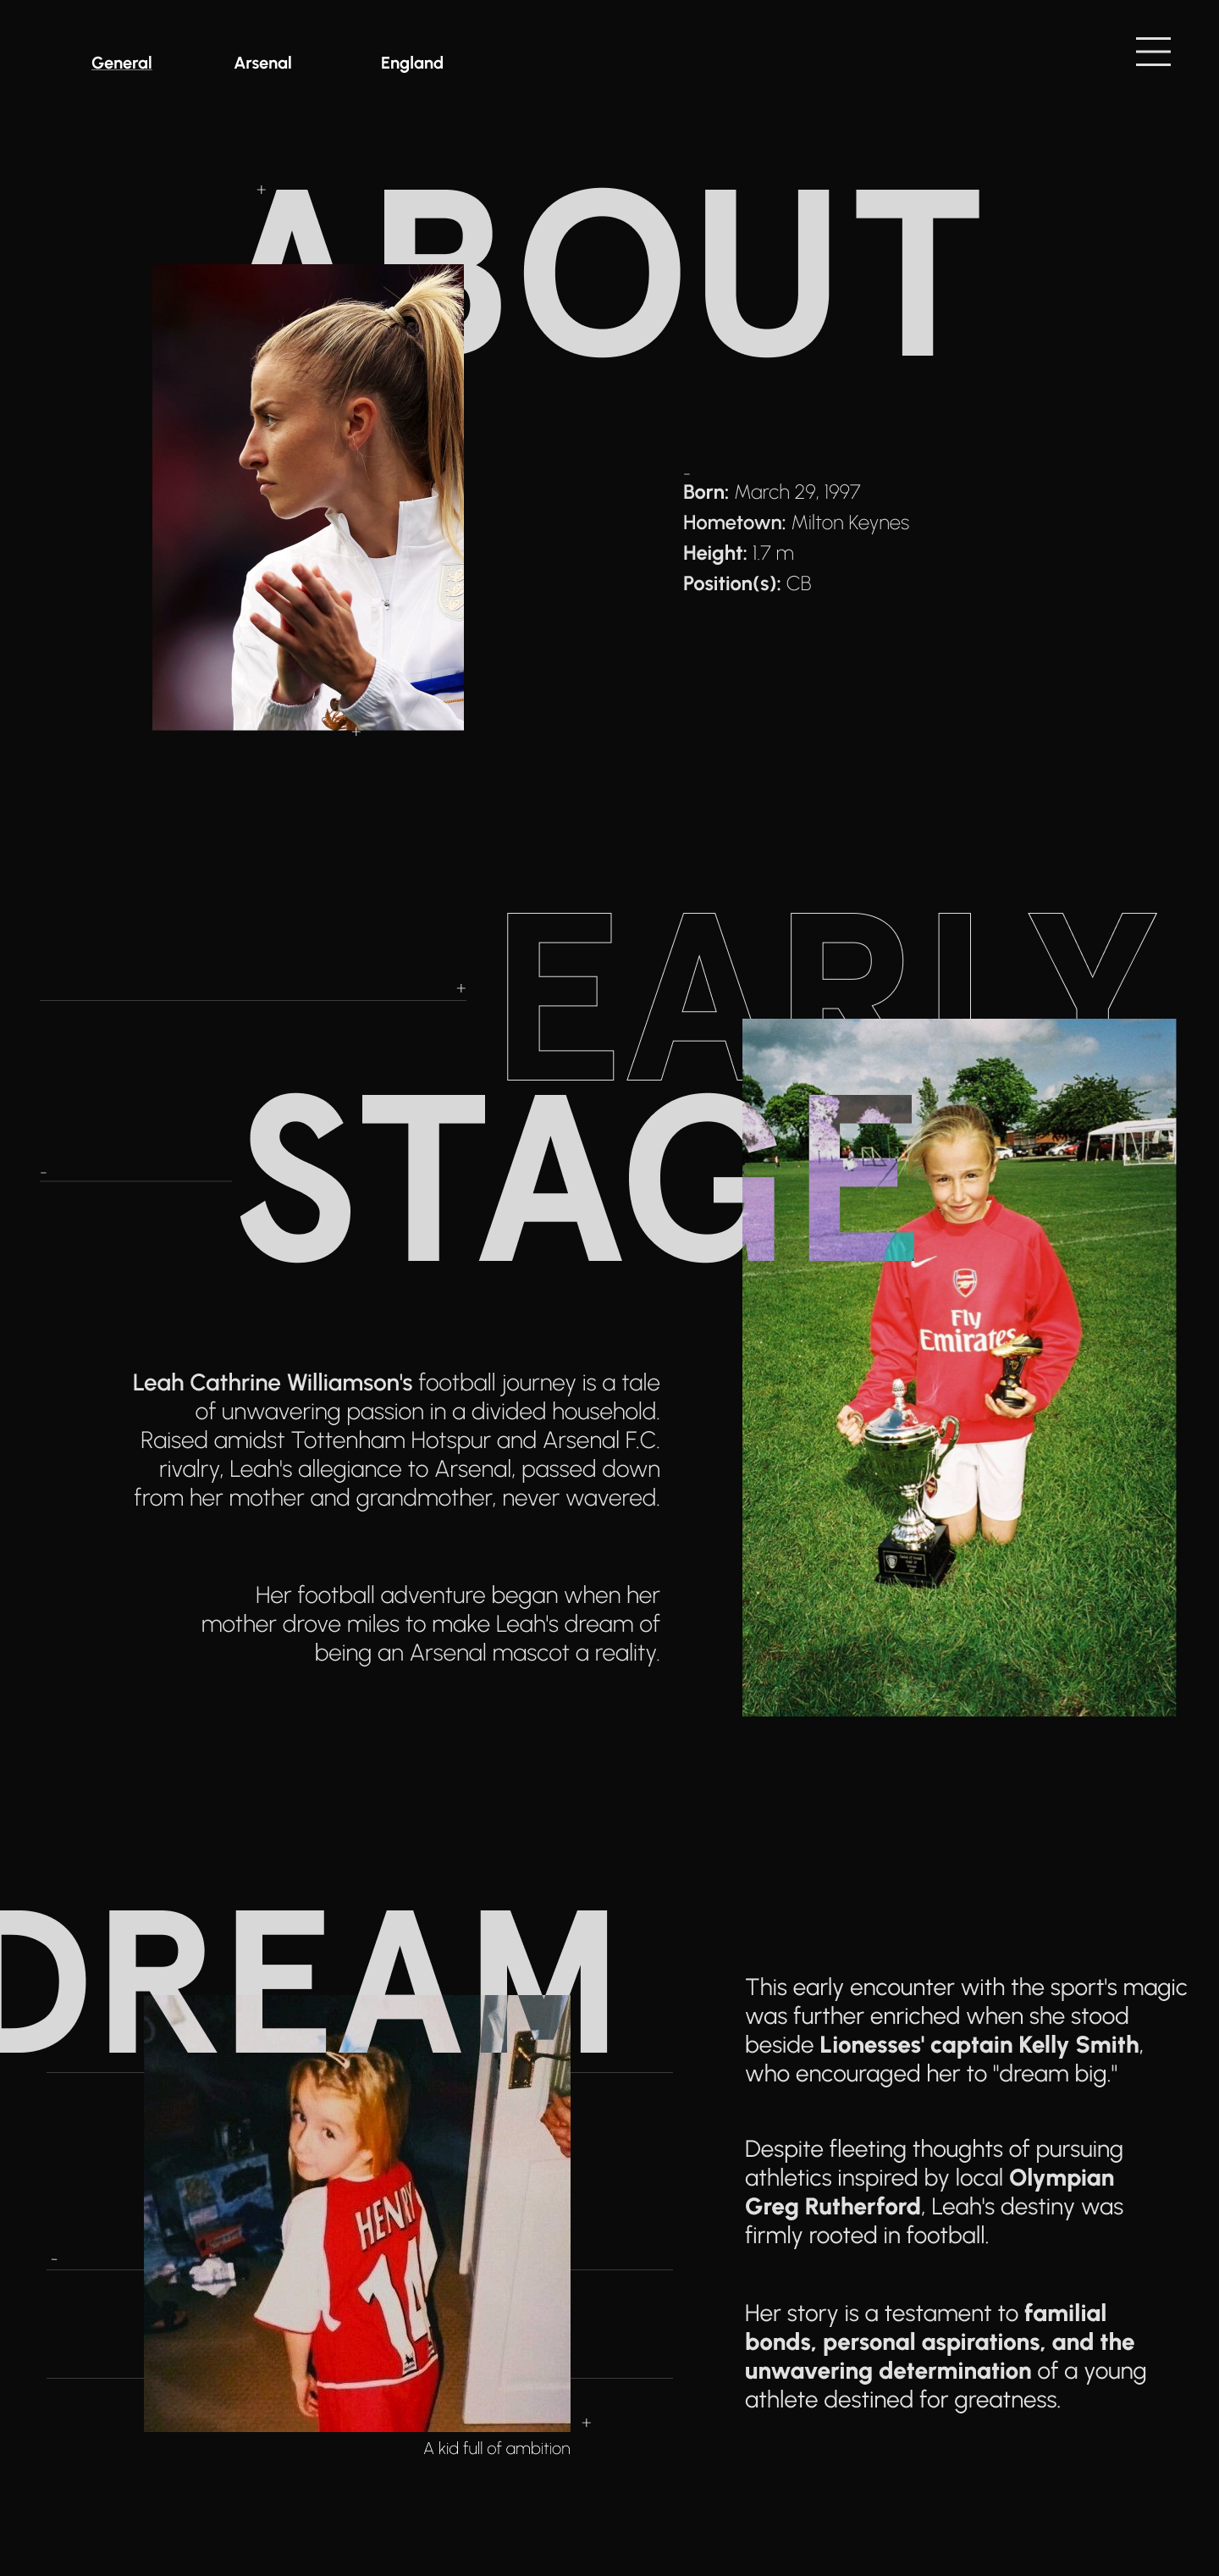 General Arsenal England
ABOUT
Born: March 29, 1997
Hometown: Milton Keynes
Height: 1.7 m
Position(s): CB
EARLY
STAGE
Fly
Emirates
Leah Cathrine Williamson's football journey is a tale
of unwavering passion in a divided household.
Raised amidst Tottenham Hotspur and Arsenal F.C.
rivalry, Leah's allegiance to Arsenal, passed down
from her mother and grandmother, never wavered.
Her football adventure began when her
mother drove miles to make Leah's dream of
being an Arsenal mascot a reality.
DREAM
HENRY
14
A kid full of ambition
This early encounter with the sport's magic
was further enriched when she stood
beside Lionesses' captain Kelly Smith,
who encouraged her to "dream big."
Despite fleeting thoughts of pursuing
athletics inspired by local Olympian
Greg Rutherford, Leah's destiny was
firmly rooted in football.
Her story is a testament to familial
bonds, personal aspirations, and the
unwavering determination of a young
athlete destined for greatness.